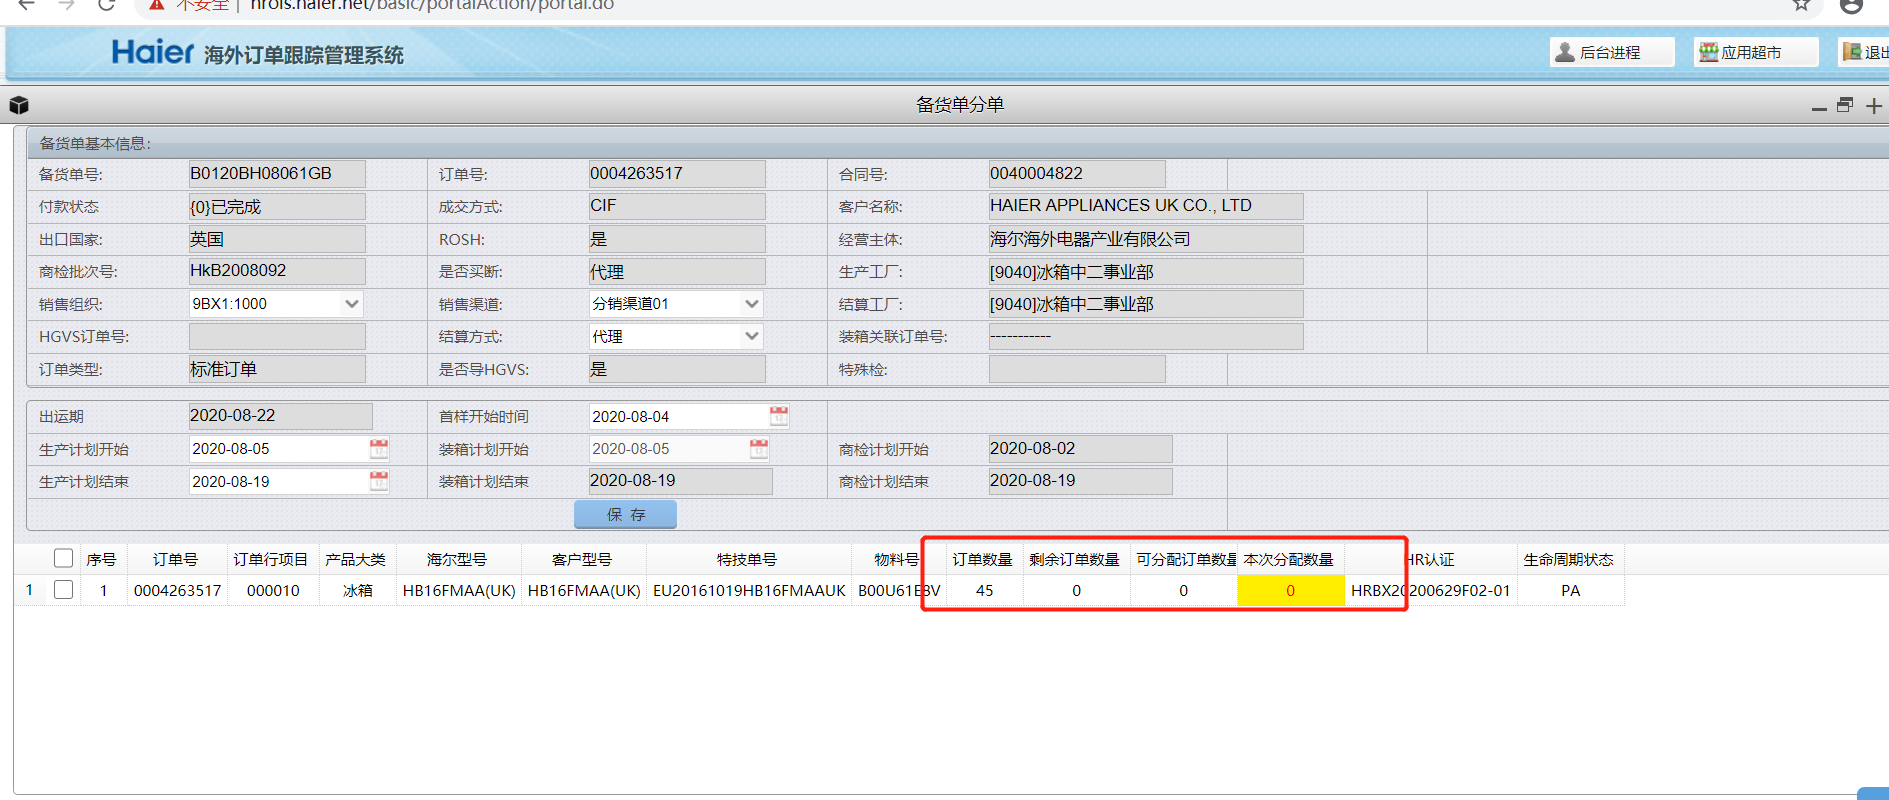 不安全 | hrois.haier.net/basic/portalAction/portal.do
Haier 海外订单跟踪管理系统
后台进程 应用超市 退出
备货单分单
备货单基本信息:
备货单号: B0120BH08061GB 订单号: 0004263517 合同号: 0040004822
付款状态 {0}已完成 成交方式: CIF 客户名称: HAIER APPLIANCES UK CO., LTD
出口国家: 英国 ROSH: 是 经营主体: 海尔海外电器产业有限公司
商检批次号: HkB2008092 是否买断: 代理 生产工厂: [9040]冰箱中二事业部
销售组织: 9BX1:1000 销售渠道: 分销渠道01 结算工厂: [9040]冰箱中二事业部
HGVS订单号: 结算方式: 代理 装箱关联订单号: -----------
订单类型: 标准订单 是否导HGVS: 是 特殊检:
出运期 2020-08-22 首样开始时间 2020-08-04
生产计划开始 2020-08-05 装箱计划开始 2020-08-05 商检计划开始 2020-08-02
生产计划结束 2020-08-19 装箱计划结束 2020-08-19 商检计划结束 2020-08-19
保 存
序号 订单号 订单行项目 产品大类 海尔型号 客户型号 特技单号 物料号 订单数量 剩余订单数量 可分配订单数量 本次分配数量 HR认证 生命周期状态
1 1 0004263517 000010 冰箱 HB16FMAA(UK) HB16FMAA(UK) EU20161019HB16FMAAUK B00U61E8V 45 0 0 0 HRBX20200629F02-01 PA